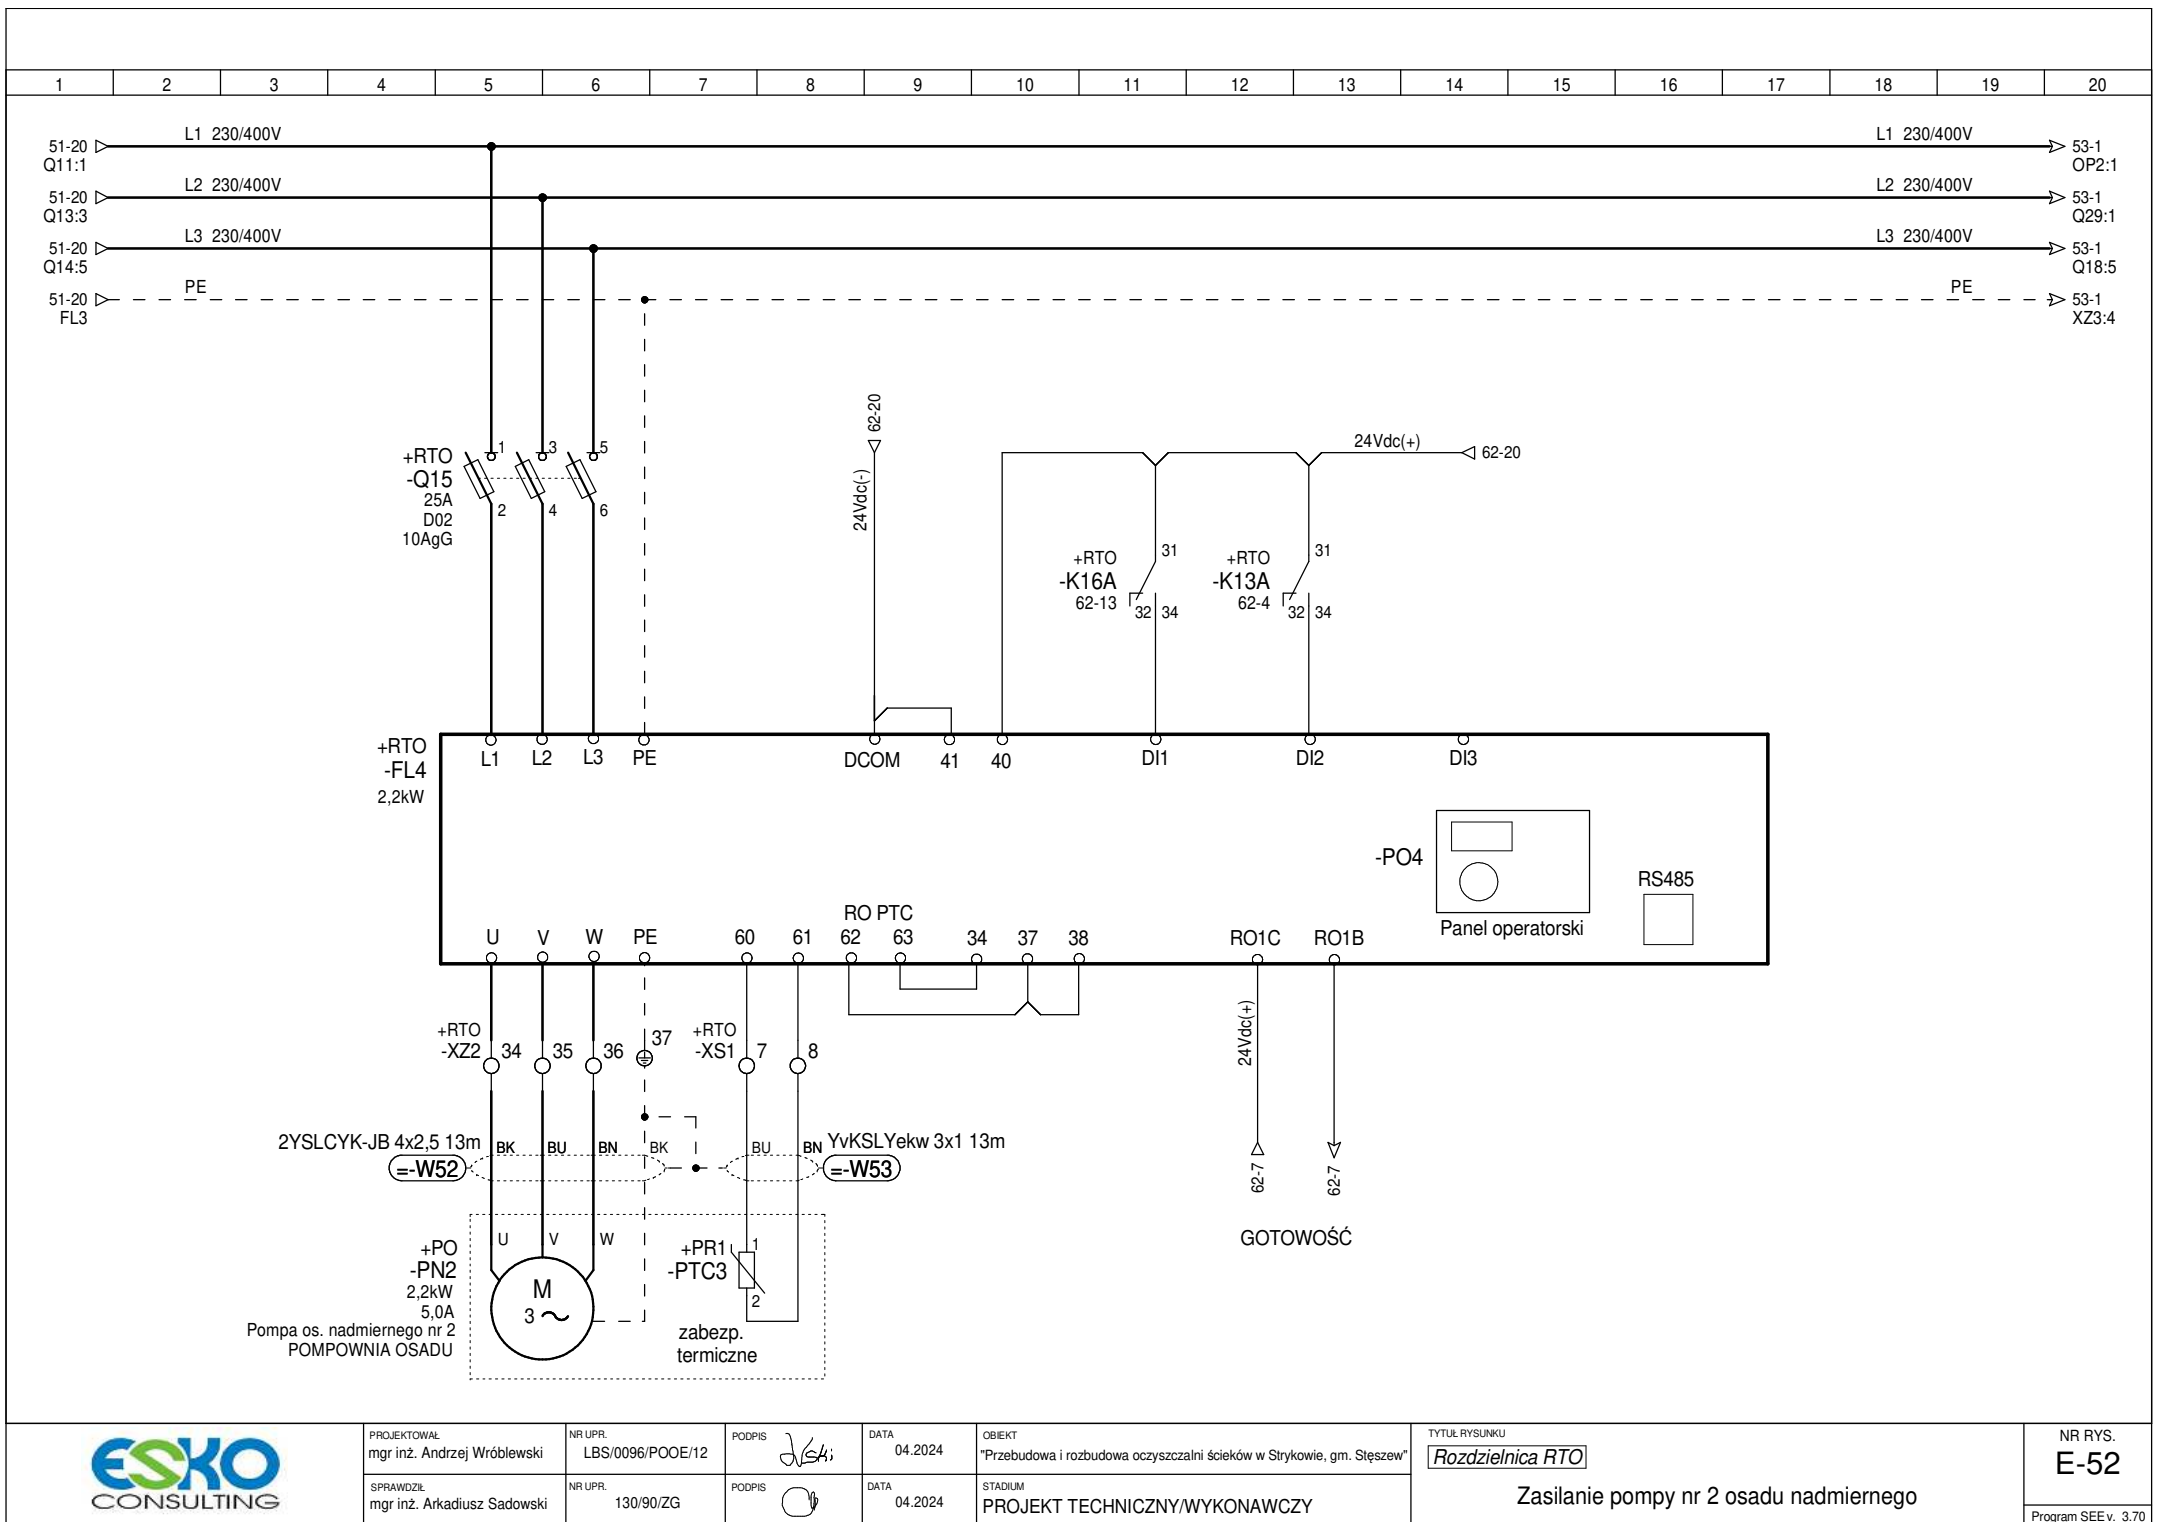 1 2 3 4 5 6 7 8 9 10 11 12 13 14 15 16 17 18 19 20
L1 230/400V
L1 230/400V
51-20
Q11:1
53-1
OP2:1
L2 230/400V
L2 230/400V
51-20
Q13:3
53-1
Q29:1
L3 230/400V
L3 230/400V
51-20
Q14:5
53-1
Q18:5
PE
PE
51-20
FL3
53-1
XZ3:4
+RTO
-Q15
25A
D02
10AgG
1 3 5
2 4 6
62-20
24Vdc(-)
24Vdc(+)
62-20
+RTO
-K16A
62-13
31
32 34
+RTO
-K13A
62-4
31
32 34
+RTO
-FL4
2,2kW
L1 L2 L3 PE DCOM 41 40 DI1 DI2 DI3
-PO4
Panel operatorski
RS485
RO PTC
U V W PE 60 61 62 63 34 37 38 RO1C RO1B
+RTO
-XZ2
34 35 36 37
+RTO
-XS1
7 8
24Vdc(+)
62-7
62-7
GOTOWOŚĆ
2YSLCYK-JB 4x2,5 13m
=-W52
BK BU BN BK
BU BN
YvKSLYekw 3x1 13m
=-W53
+PO
-PN2
2,2kW
5,0A
Pompa os. nadmiernego nr 2
POMPOWNIA OSADU
U V W
M
3
+PR1
-PTC3
1
2
zabezp.
termiczne
ESKO
CONSULTING
PROJEKTOWAŁ
mgr inż. Andrzej Wróblewski
NR UPR.
LBS/0096/POOE/12
PODPIS
DATA
04.2024
OBIEKT
"Przebudowa i rozbudowa oczyszczalni ścieków w Strykowie, gm. Stęszew"
SPRAWDZIŁ
mgr inż. Arkadiusz Sadowski
NR UPR.
130/90/ZG
PODPIS
DATA
04.2024
STADIUM
PROJEKT TECHNICZNY/WYKONAWCZY
TYTUŁ RYSUNKU
Rozdzielnica RTO
Zasilanie pompy nr 2 osadu nadmiernego
NR RYS.
E-52
Program SEE v. 3.70